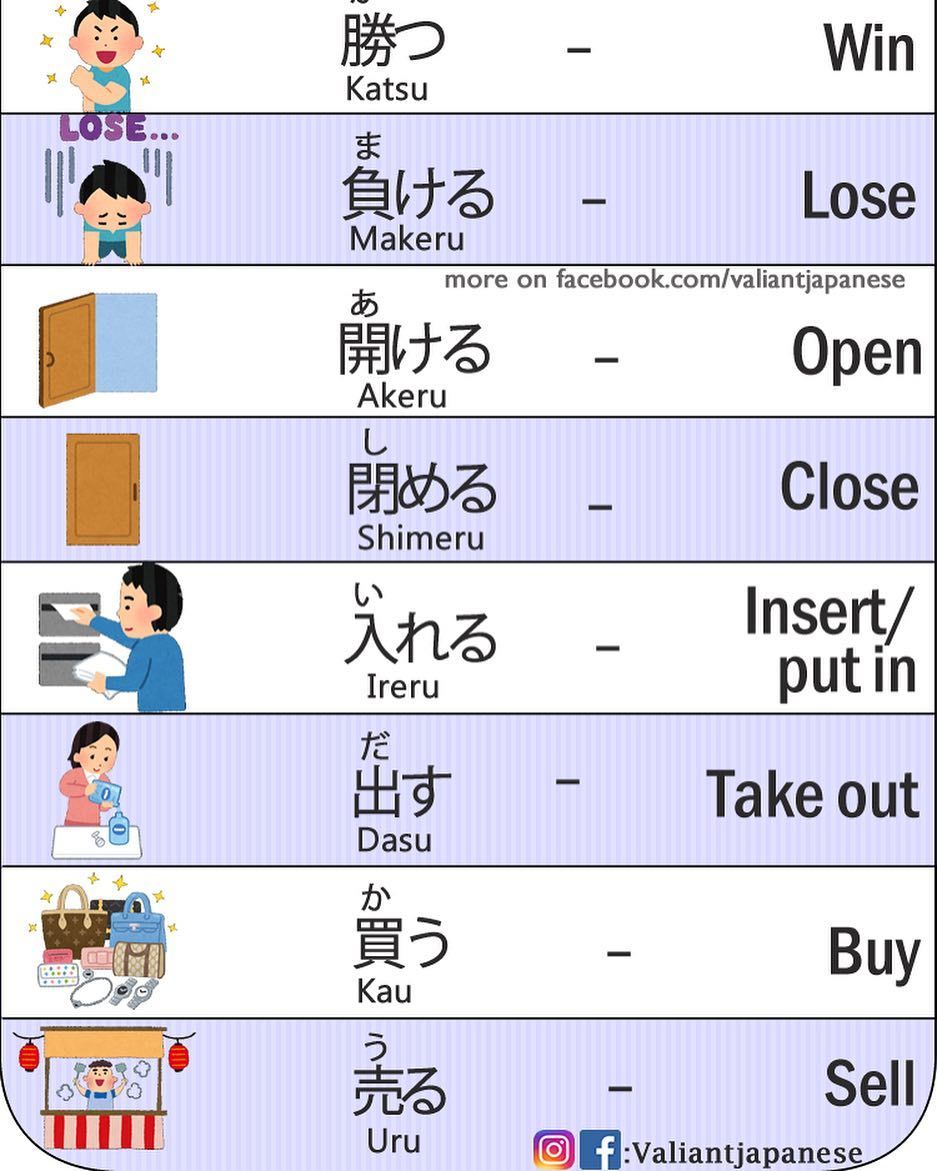 勝つ – Win
Katsu
LOSE...
ま
負ける – Lose
Makeru
more on facebook.com/valiantjapanese
あ
開ける – Open
Akeru
し
閉める – Close
Shimeru
い
入れる – Insert/
put in
Ireru
だ
出す – Take out
Dasu
か
買う – Buy
Kau
う
売る – Sell
Uru
:Valiantjapanese